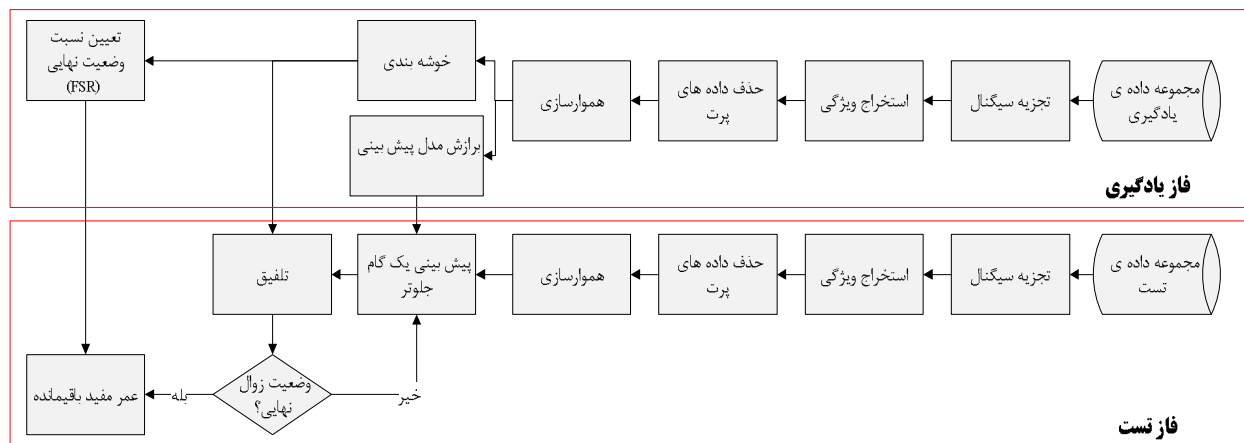 مجموعه داده ی
یادگیری
تجزیه سیگنال
استخراج ویژگی
حذف داده های
پرت
هموارسازی
خوشه بندی
برازش مدل پیش بینی
تعیین نسبت
وضعیت نهایی
(FSR)
فاز یادگیری
مجموعه داده ی
تست
تجزیه سیگنال
استخراج ویژگی
حذف داده های
پرت
هموارسازی
پیش بینی یک گام
جلوتر
تلفیق
وضعیت زوال
نهایی؟
خیر
بله
عمر مفید باقیمانده
فاز تست